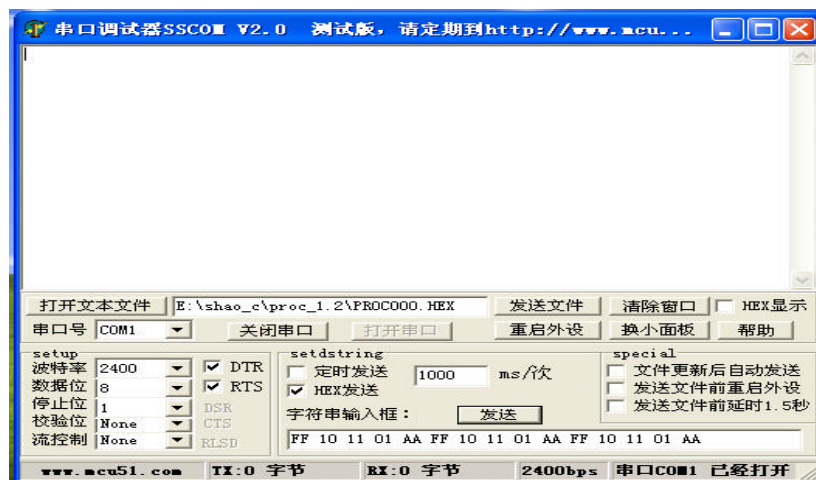 串口调试器SSCOM V2.0 测试版，请定期到http://www.mcu...
打开文本文件 E:\shao_c\proc_1.2\PROC000.HEX 发送文件 清除窗口 HEX显示
串口号 COM1 关闭串口 打开串口 重启外设 换小面板 帮助
setup setdstring special
波特率 2400 DTR 定时发送 1000 ms/次 文件更新后自动发送
数据位 8 RTS HEX发送 发送文件前重启外设
停止位 1 DSR 字符串输入框： 发送 发送文件前延时1.5秒
校验位 None CTS
流控制 None RLSD FF 10 11 01 AA FF 10 11 01 AA FF 10 11 01 AA
www.mcu51.com TX:0 字节 RX:0 字节 2400bps 串口COM1 已经打开